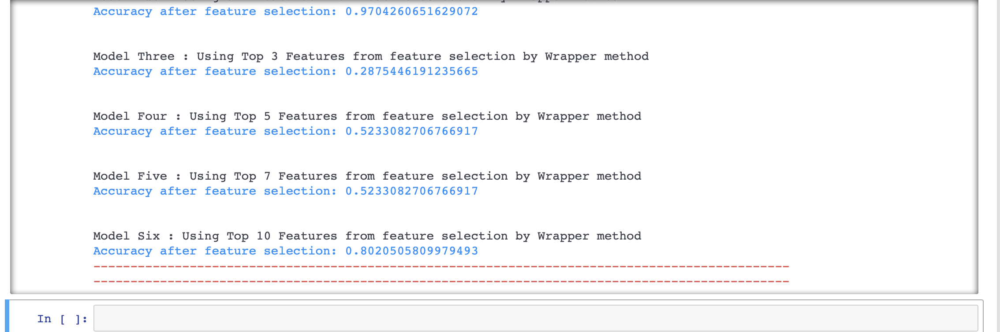 Accuracy after feature selection: 0.9704260651629072
Model Three : Using Top 3 Features from feature selection by Wrapper method
Accuracy after feature selection: 0.2875446191235665
Model Four : Using Top 5 Features from feature selection by Wrapper method
Accuracy after feature selection: 0.5233082706766917
Model Five : Using Top 7 Features from feature selection by Wrapper method
Accuracy after feature selection: 0.5233082706766917
Model Six : Using Top 10 Features from feature selection by Wrapper method
Accuracy after feature selection: 0.8020505809979493
----------------------------------------------------------------------------------------------
----------------------------------------------------------------------------------------------
In [ ]: